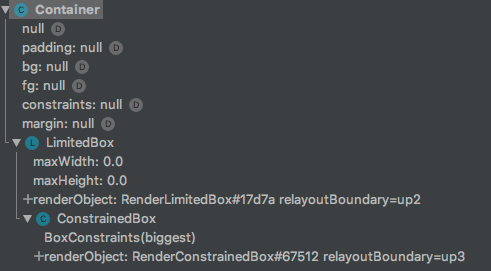 C Container
null D
padding: null D
bg: null D
fg: null D
constraints: null D
margin: null D
L LimitedBox
maxWidth: 0.0
maxHeight: 0.0
+renderObject: RenderLimitedBox#17d7a relayoutBoundary=up2
C ConstrainedBox
BoxConstraints(biggest)
+renderObject: RenderConstrainedBox#67512 relayoutBoundary=up3